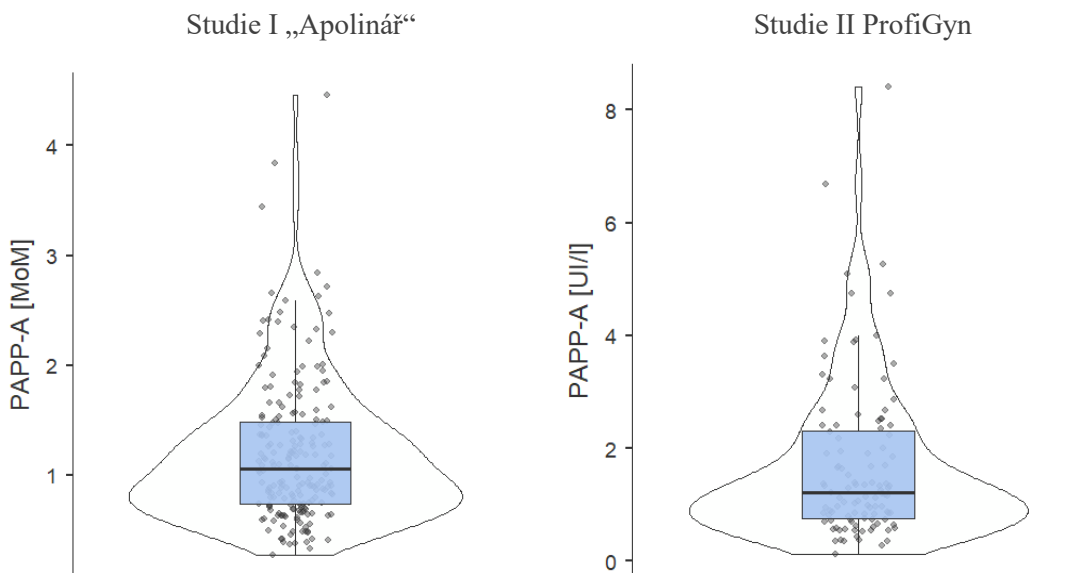 Studie I „Apolinář“
PAPP-A [MoM]
4
3
2
1
Studie II ProfiGyn
PAPP-A [UI/l]
8
6
4
2
0